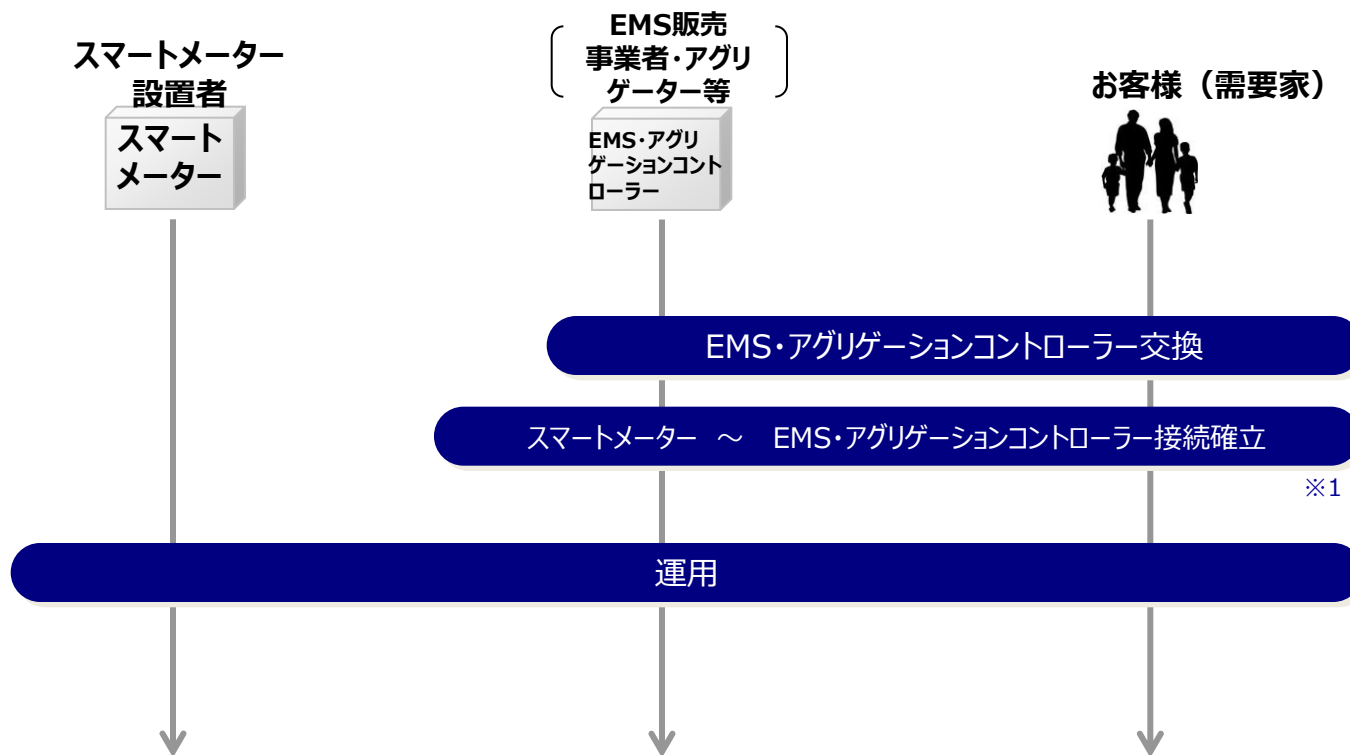 スマートメーター
設置者
スマート
メーター
EMS販売
事業者・アグリ
ゲーター等
EMS・アグリ
ゲーションコント
ローラー
お客様（需要家）
EMS・アグリゲーションコントローラー交換
スマートメーター ～ EMS・アグリゲーションコントローラー接続確立
※1
運用